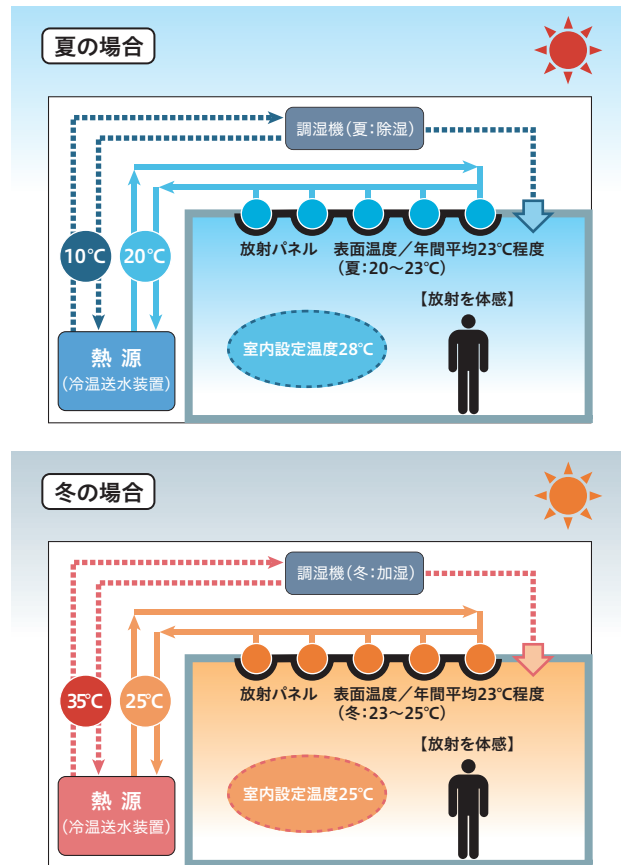 夏の場合
調湿機(夏:除湿)
放射パネル 表面温度／年間平均23℃程度
(夏:20〜23℃)
10℃ 20℃
【放射を体感】
室内設定温度28℃
熱 源
(冷温送水装置)
冬の場合
調湿機(冬:加湿)
放射パネル 表面温度／年間平均23℃程度
(冬:23〜25℃)
35℃ 25℃
【放射を体感】
室内設定温度25℃
熱 源
(冷温送水装置)